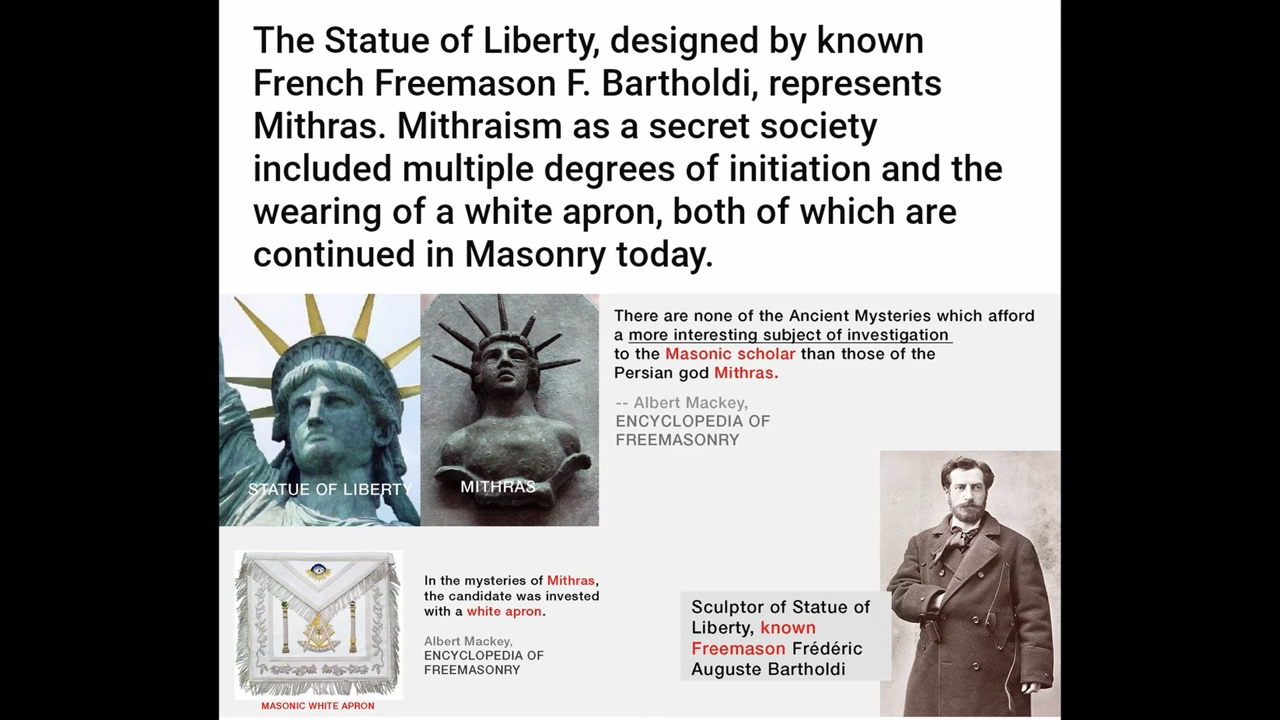 The Statue of Liberty, designed by known
French Freemason F. Bartholdi, represents
Mithras. Mithraism as a secret society
included multiple degrees of initiation and the
wearing of a white apron, both of which are
continued in Masonry today.
STATUE OF LIBERTY
MITHRAS
There are none of the Ancient Mysteries which afford
a more interesting subject of investigation
to the Masonic scholar than those of the
Persian god Mithras.
-- Albert Mackey,
ENCYCLOPEDIA OF
FREEMASONRY
MASONIC WHITE APRON
In the mysteries of Mithras,
the candidate was invested
with a white apron.
Albert Mackey,
ENCYCLOPEDIA OF
FREEMASONRY
Sculptor of Statue of
Liberty, known
Freemason Frédéric
Auguste Bartholdi